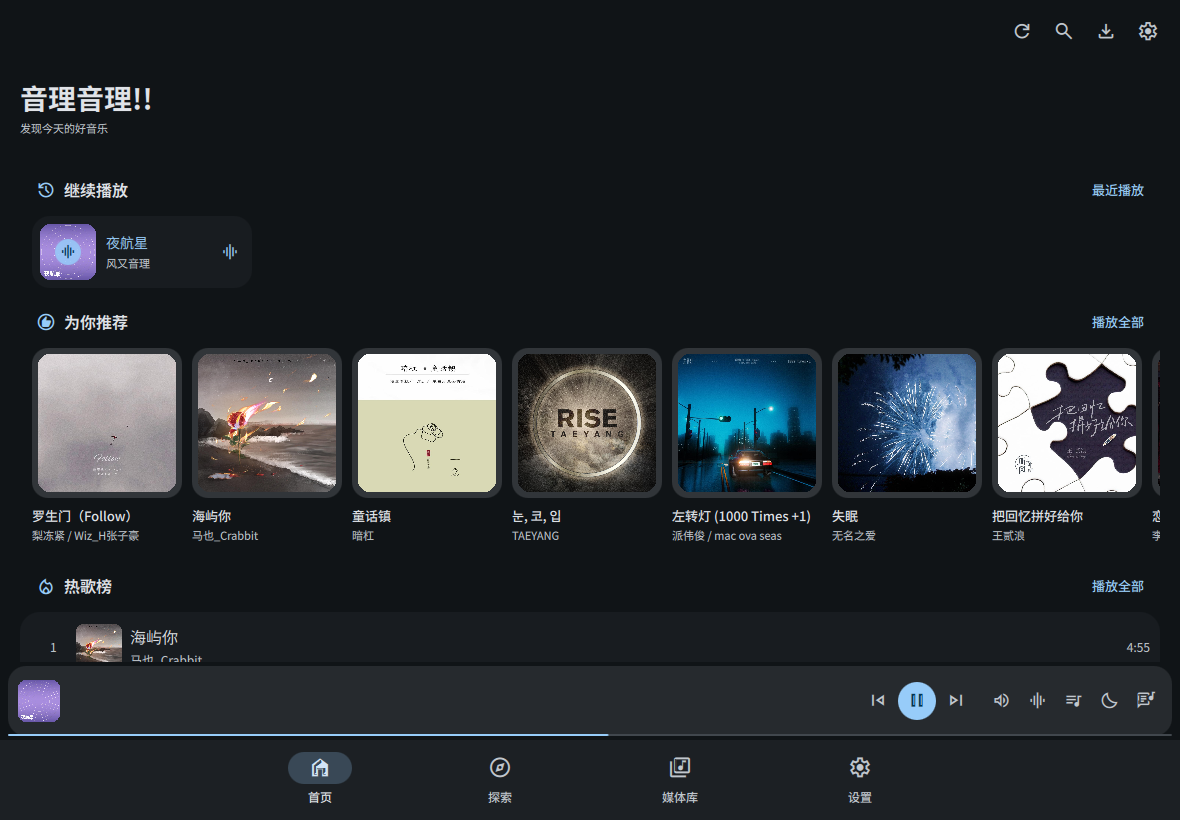 音理音理!!
发现今天的好音乐
继续播放
最近播放
夜航星
风又音理
为你推荐
播放全部
Follow
RISE
TAEYANG
把回忆
拼好给你
罗生门（Follow）
梨冻紧 / Wiz_H张子豪
海屿你
马也_Crabbit
童话镇
暗杠
눈, 코, 입
TAEYANG
左转灯 (1000 Times +1)
派伟俊 / mac ova seas
失眠
无名之爱
把回忆拼好给你
王贰浪
热歌榜
播放全部
1
海屿你
马也_Crabbit
4:55
首页
探索
媒体库
设置